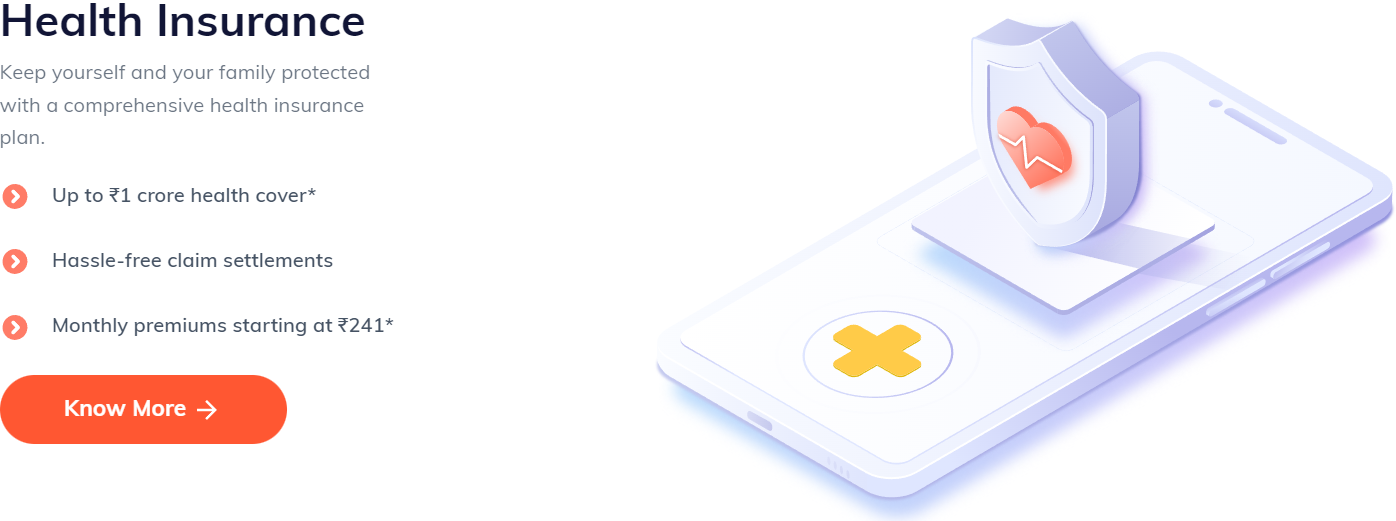 Health Insurance
Keep yourself and your family protected
with a comprehensive health insurance
plan.
Up to ₹1 crore health cover*
Hassle-free claim settlements
Monthly premiums starting at ₹241*
Know More →